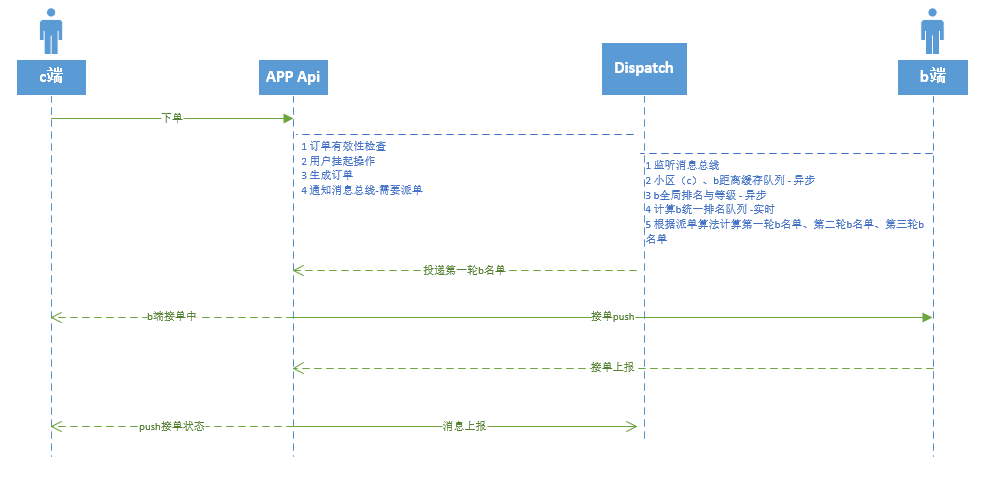 c端
APP Api
Dispatch
b端
下单
1 订单有效性检查
2 用户挂起操作
3 生成订单
4 通知消息总线-需要派单
1 监听消息总线
2 小区（c）、b距离缓存队列 - 异步
3 b全局排名与等级 - 异步
4 计算b统一排名队列 -实时
5 根据派单算法计算第一轮b名单、第二轮b名单、第三轮b
名单
投递第一轮b名单
b端接单中
接单push
接单上报
push接单状态
消息上报